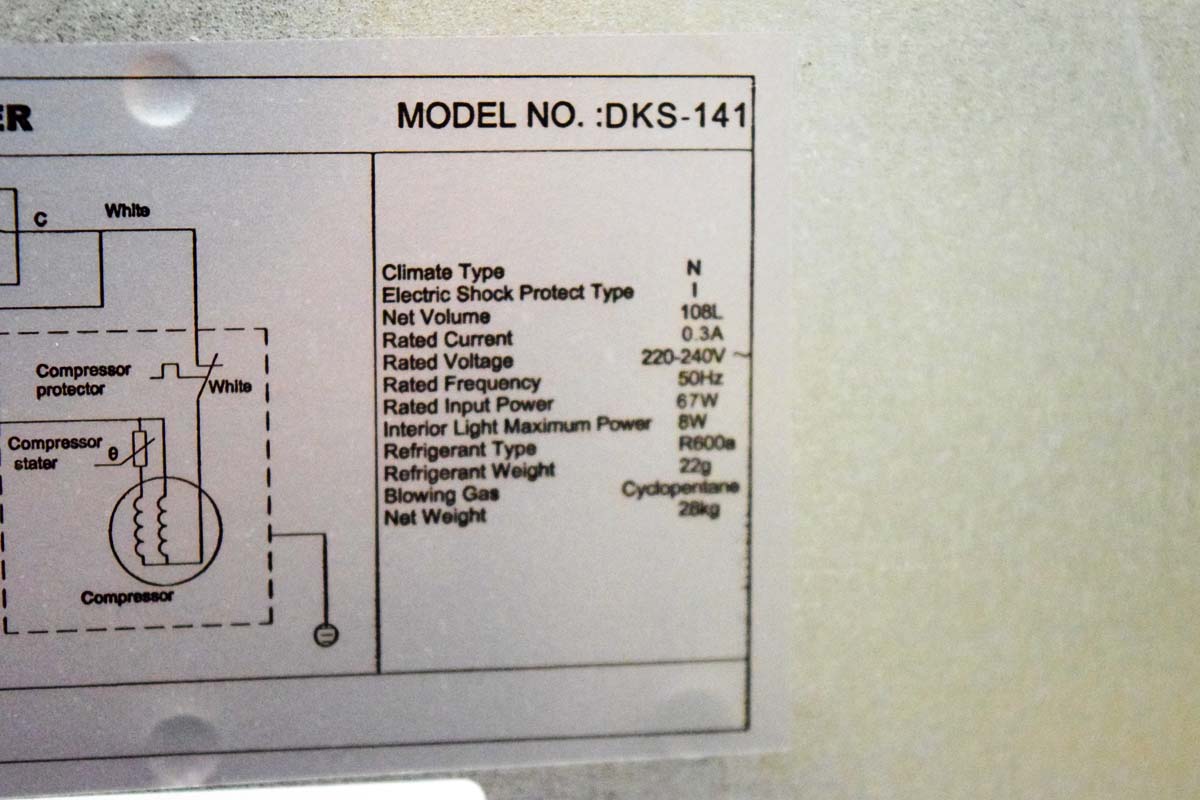 ER
MODEL NO. :DKS-141
C
White
Compressor
protector
White
Compressor
stater
θ
Compressor
Climate Type N
Electric Shock Protect Type I
Net Volume 108L
Rated Current 0.3A
Rated Voltage 220-240V ~
Rated Frequency 50Hz
Rated Input Power 67W
Interior Light Maximum Power 8W
Refrigerant Type R600a
Refrigerant Weight 22g
Blowing Gas Cyclopentane
Net Weight 28kg